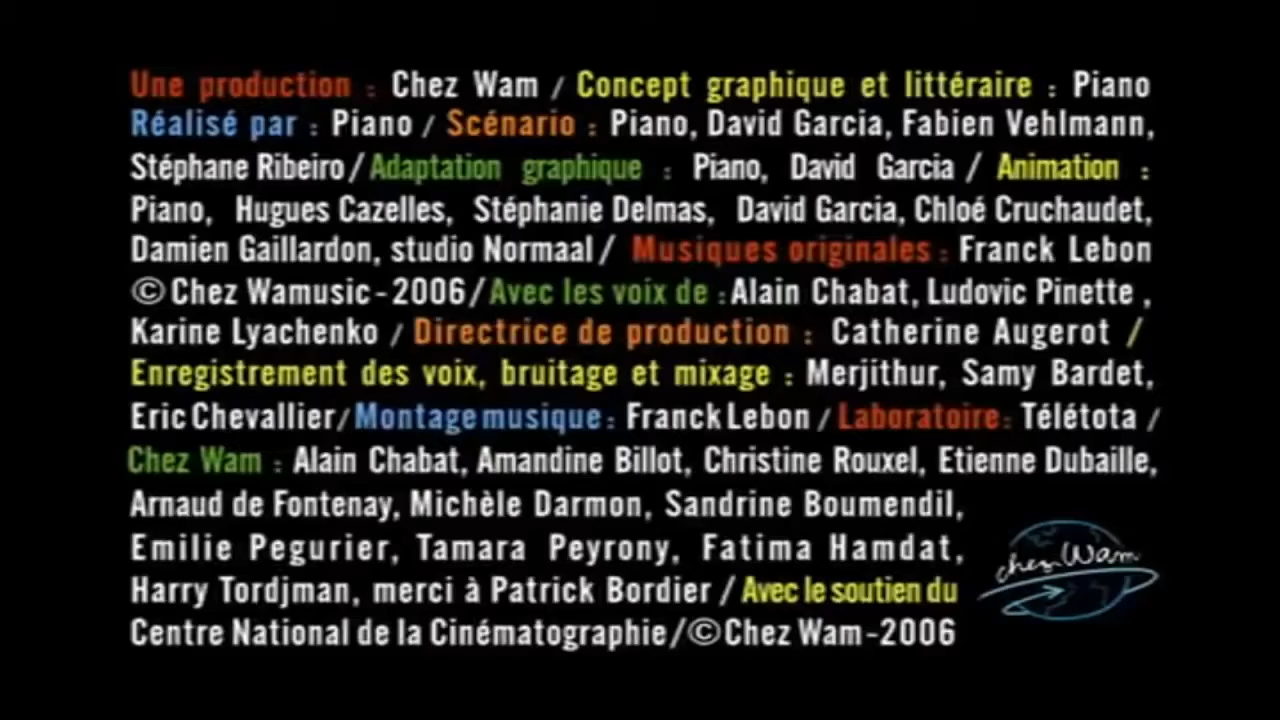 Une production : Chez Wam / Concept graphique et littéraire : Piano
Réalisé par : Piano / Scénario : Piano, David Garcia, Fabien Vehlmann,
Stéphane Ribeiro / Adaptation graphique : Piano, David Garcia / Animation :
Piano, Hugues Cazelles, Stéphanie Delmas, David Garcia, Chloé Cruchaudet,
Damien Gaillardon, studio Normaal / Musiques originales : Franck Lebon
© Chez Wamusic - 2006 / Avec les voix de : Alain Chabat, Ludovic Pinette ,
Karine Lyachenko / Directrice de production : Catherine Augerot /
Enregistrement des voix, bruitage et mixage : Merjithur, Samy Bardet,
Eric Chevallier / Montage musique : Franck Lebon / Laboratoire : Télétota /
Chez Wam : Alain Chabat, Amandine Billot, Christine Rouxel, Etienne Dubaille,
Arnaud de Fontenay, Michèle Darmon, Sandrine Boumendil,
Emilie Pegurier, Tamara Peyrony, Fatima Hamdat,
Harry Tordjman, merci à Patrick Bordier / Avec le soutien du
Centre National de la Cinématographie / © Chez Wam - 2006
chez Wam